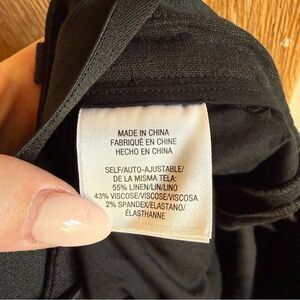 MADE IN CHINA
FABRIQUÉ EN CHINE
HECHO EN CHINA
SELF/AUTO-AJUSTABLE/
DE LA MISMA TELA:
55% LINEN/LIN/LINO
43% VISCOSE/VISCOSE/VISCOSA
2% SPANDEX/ELASTANO/
ÉLASTHANNE